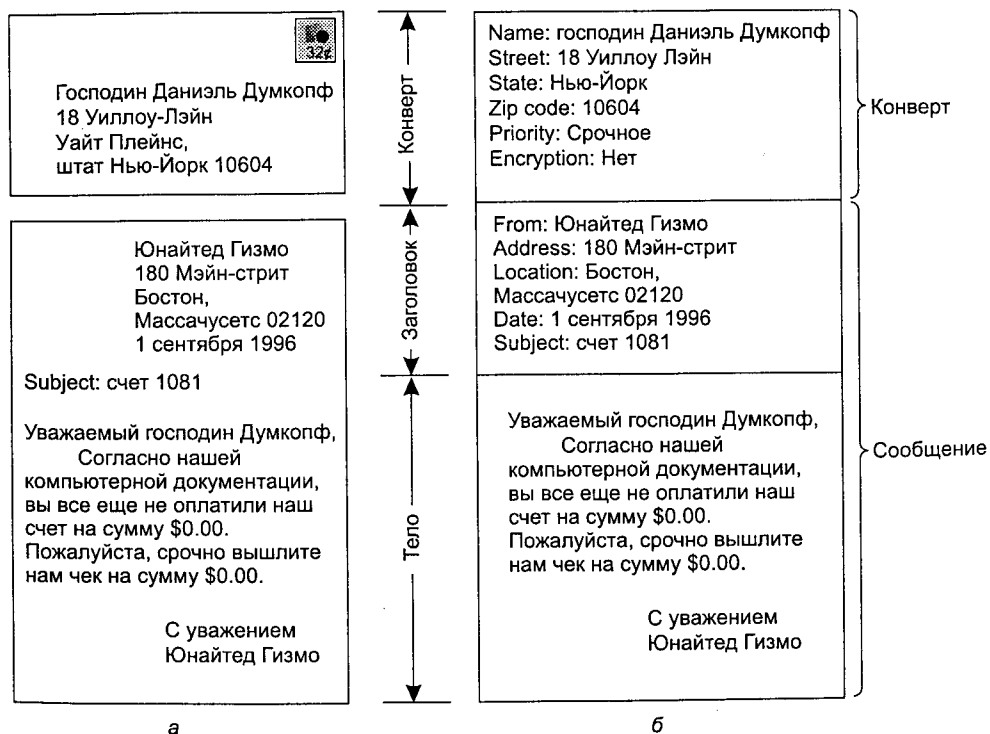 32¢
Господин Даниэль Думкопф
18 Уиллоу-Лэйн
Уайт Плейнс,
штат Нью-Йорк 10604
Юнайтед Гизмо
180 Мэйн-стрит
Бостон,
Массачусетс 02120
1 сентября 1996
Subject: счет 1081
Уважаемый господин Думкопф,
Согласно нашей
компьютерной документации,
вы все еще не оплатили наш
счет на сумму $0.00.
Пожалуйста, срочно вышлите
нам чек на сумму $0.00.
С уважением
Юнайтед Гизмо
а
Конверт
Заголовок
Тело
Name: господин Даниэль Думкопф
Street: 18 Уиллоу Лэйн
State: Нью-Йорк
Zip code: 10604
Priority: Срочное
Encryption: Нет
From: Юнайтед Гизмо
Address: 180 Мэйн-стрит
Location: Бостон,
Массачусетс 02120
Date: 1 сентября 1996
Subject: счет 1081
Уважаемый господин Думкопф,
Согласно нашей
компьютерной документации,
вы все еще не оплатили наш
счет на сумму $0.00.
Пожалуйста, срочно вышлите
нам чек на сумму $0.00.
С уважением
Юнайтед Гизмо
б
Конверт
Сообщение